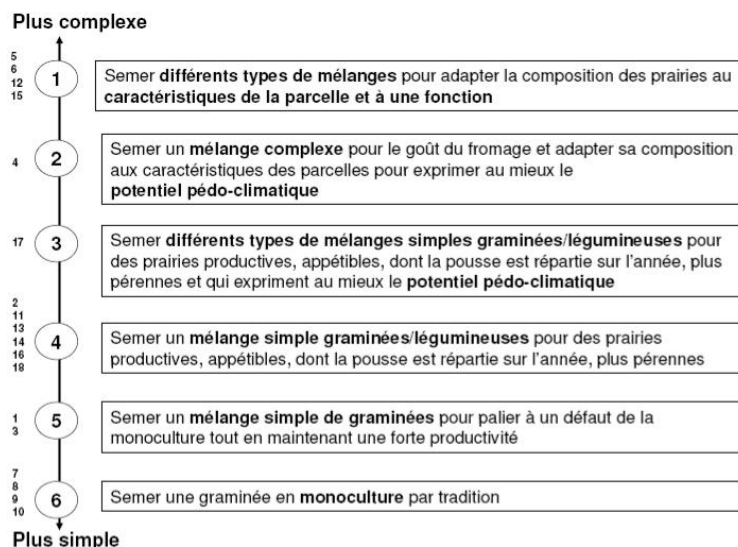 Plus complexe
5
6
12
15
1
Semer différents types de mélanges pour adapter la composition des prairies au
caractéristiques de la parcelle et à une fonction
4
2
Semer un mélange complexe pour le goût du fromage et adapter sa composition
aux caractéristiques des parcelles pour exprimer au mieux le
potentiel pédo-climatique
17
3
Semer différents types de mélanges simples graminées/légumineuses pour
des prairies productives, appétibles, dont la pousse est répartie sur l'année, plus
pérennes et qui expriment au mieux le potentiel pédo-climatique
2
11
13
14
16
18
4
Semer un mélange simple graminées/légumineuses pour des prairies
productives, appétibles, dont la pousse est répartie sur l'année, plus pérennes
1
3
5
Semer un mélange simple de graminées pour palier à un défaut de la
monoculture tout en maintenant une forte productivité
7
8
9
10
6
Semer une graminée en monoculture par tradition
Plus simple